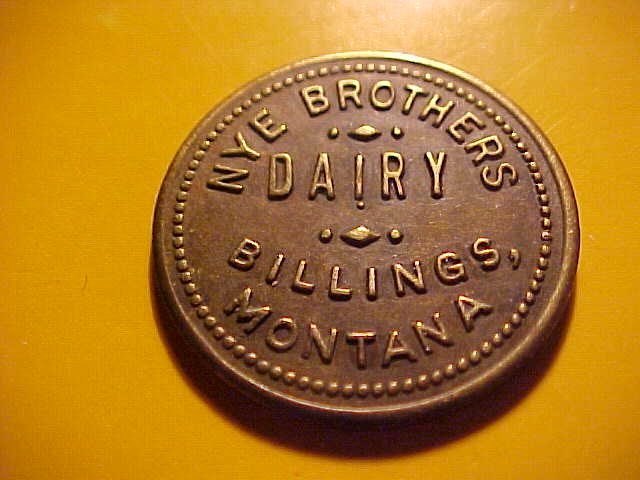 NYE BROTHERS
DAIRY
BILLINGS,
MONTANA